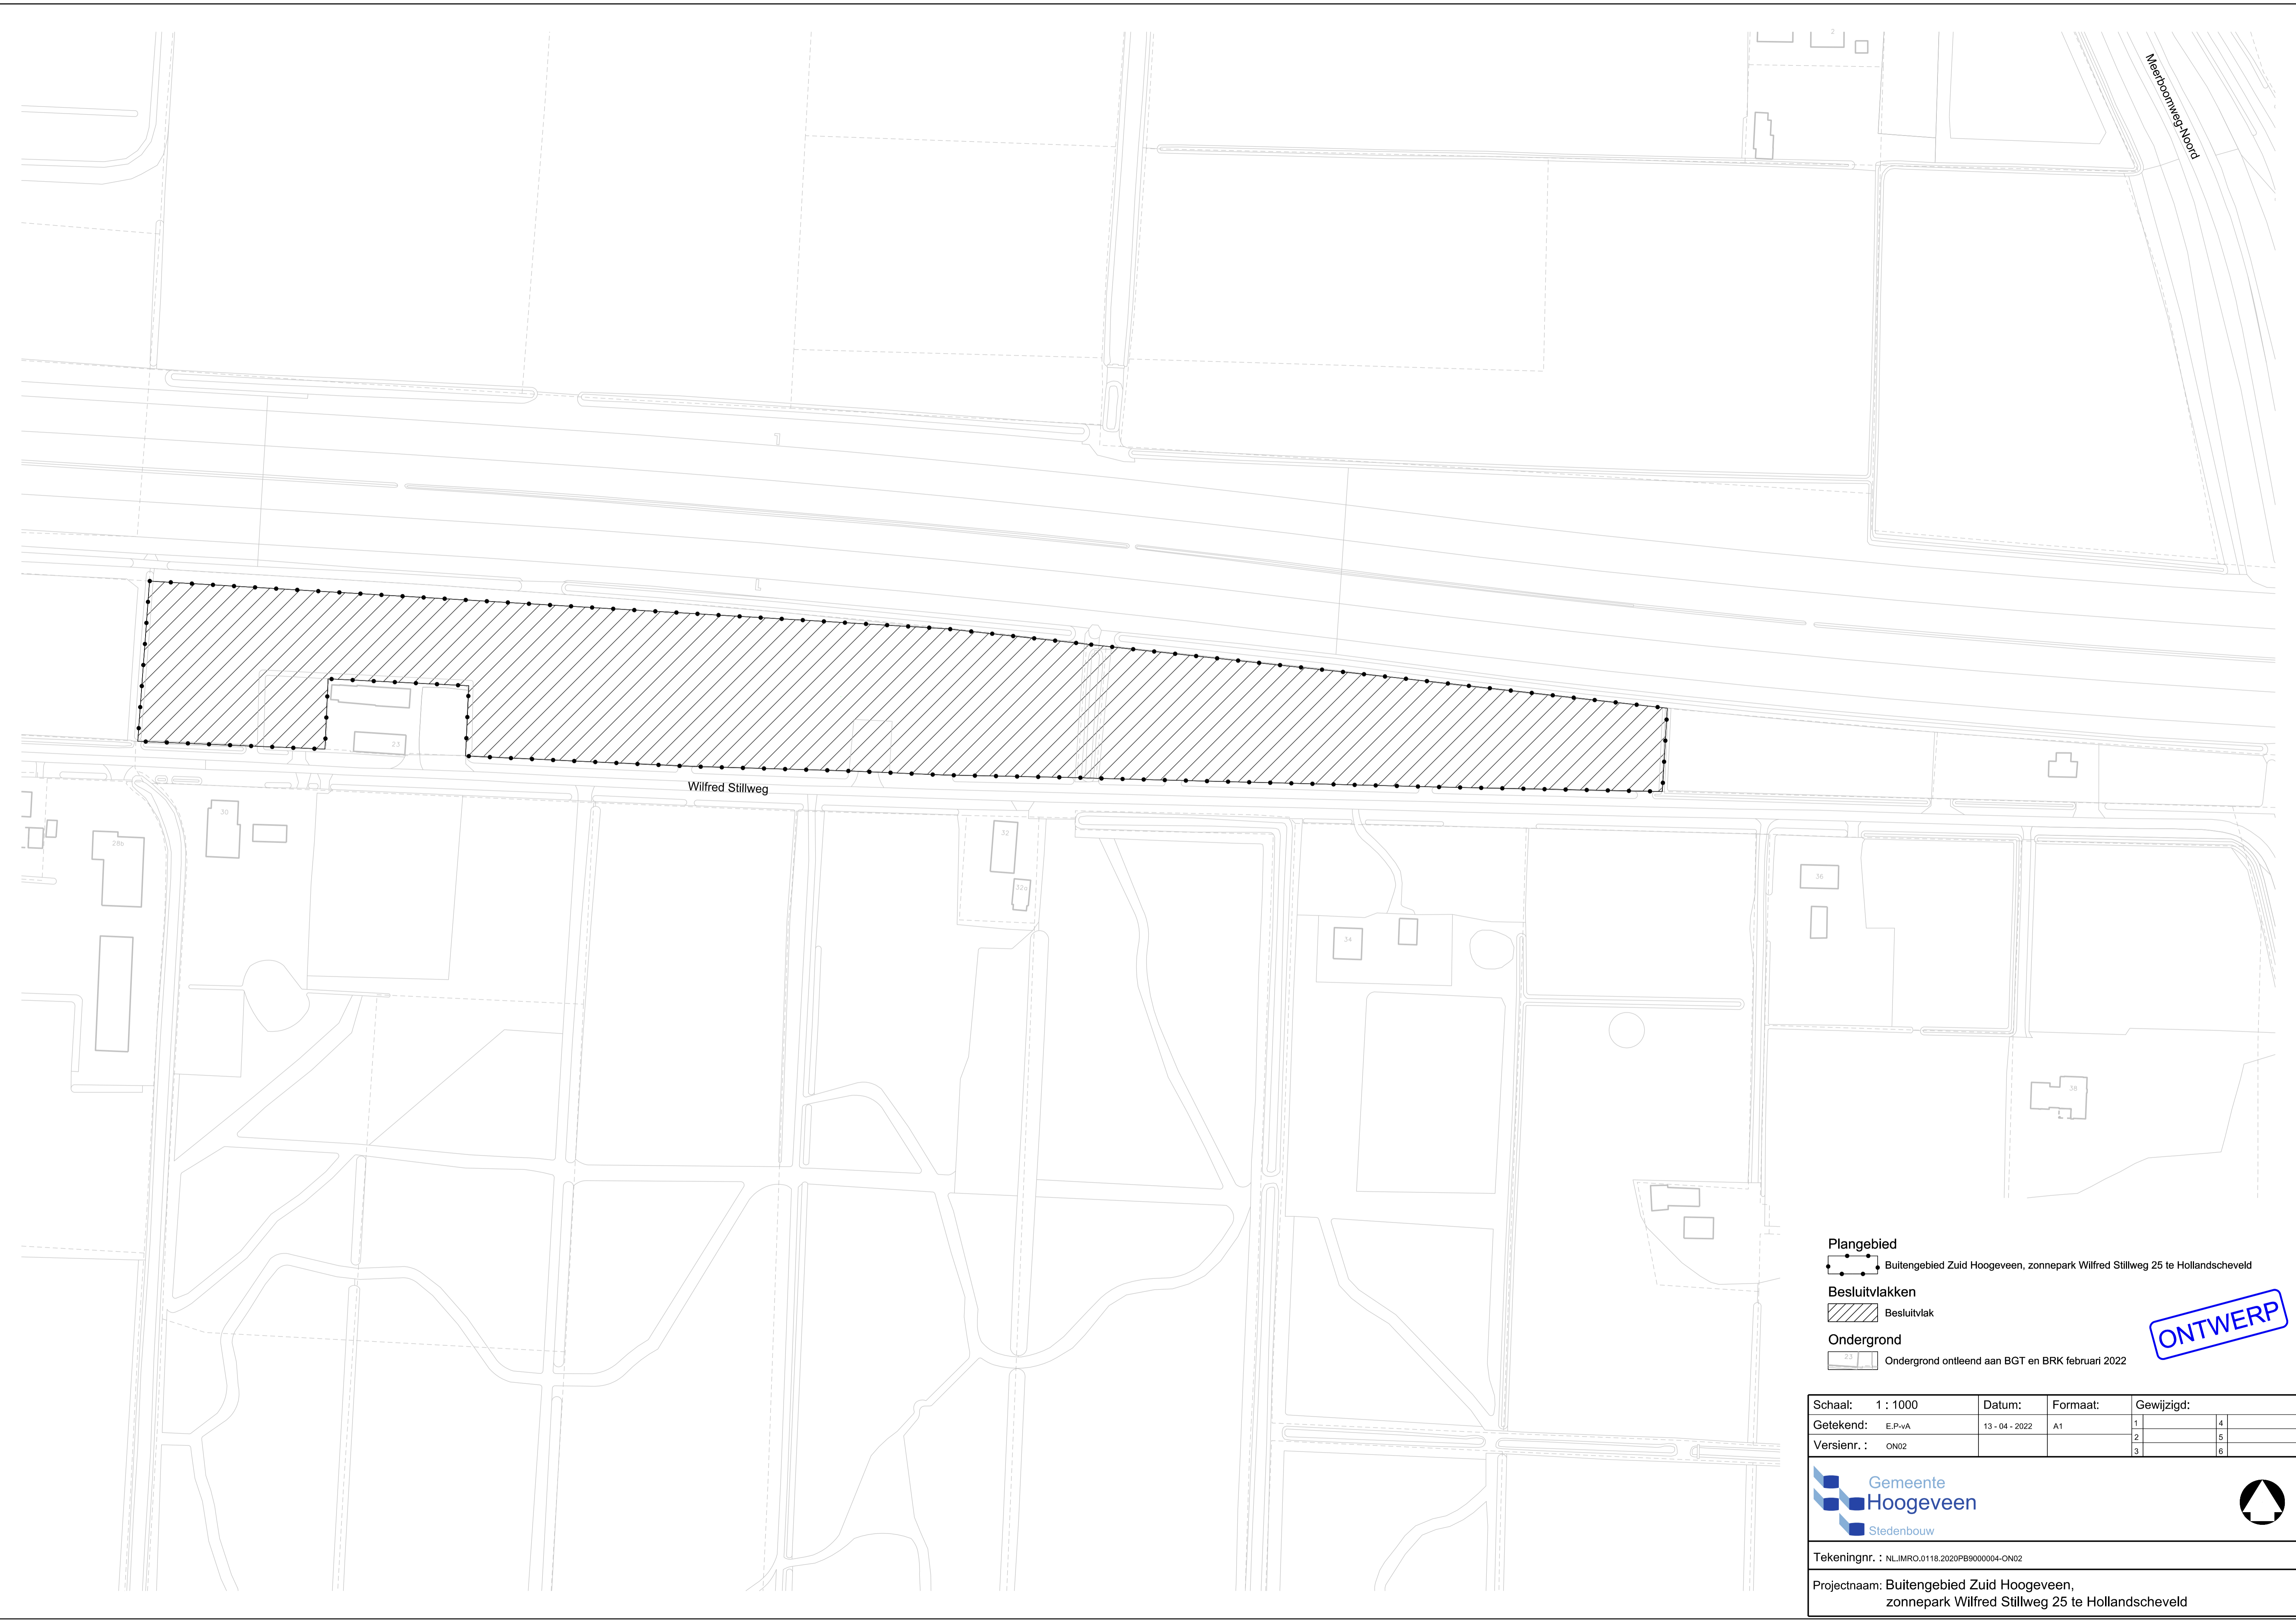 2
Meerboomweg-Noord
23
Wilfred Stillweg
30
28b
32
32a
36
34
38
Plangebied
Buitengebied Zuid Hoogeveen, zonnepark Wilfred Stillweg 25 te Hollandscheveld
Besluitvlakken
Besluitvlak
Ondergrond
23 Ondergrond ontleend aan BGT en BRK februari 2022
ONTWERP
Schaal: 1 : 1000 Datum: Formaat: Gewijzigd:
Getekend: E.P-vA 13 - 04 - 2022 A1 1 4
Versienr. : ON02 2 5
3 6
Gemeente
Hoogeveen
Stedenbouw
Tekeningnr. : NL.IMRO.0118.2020PB9000004-ON02
Projectnaam: Buitengebied Zuid Hoogeveen,
zonnepark Wilfred Stillweg 25 te Hollandscheveld